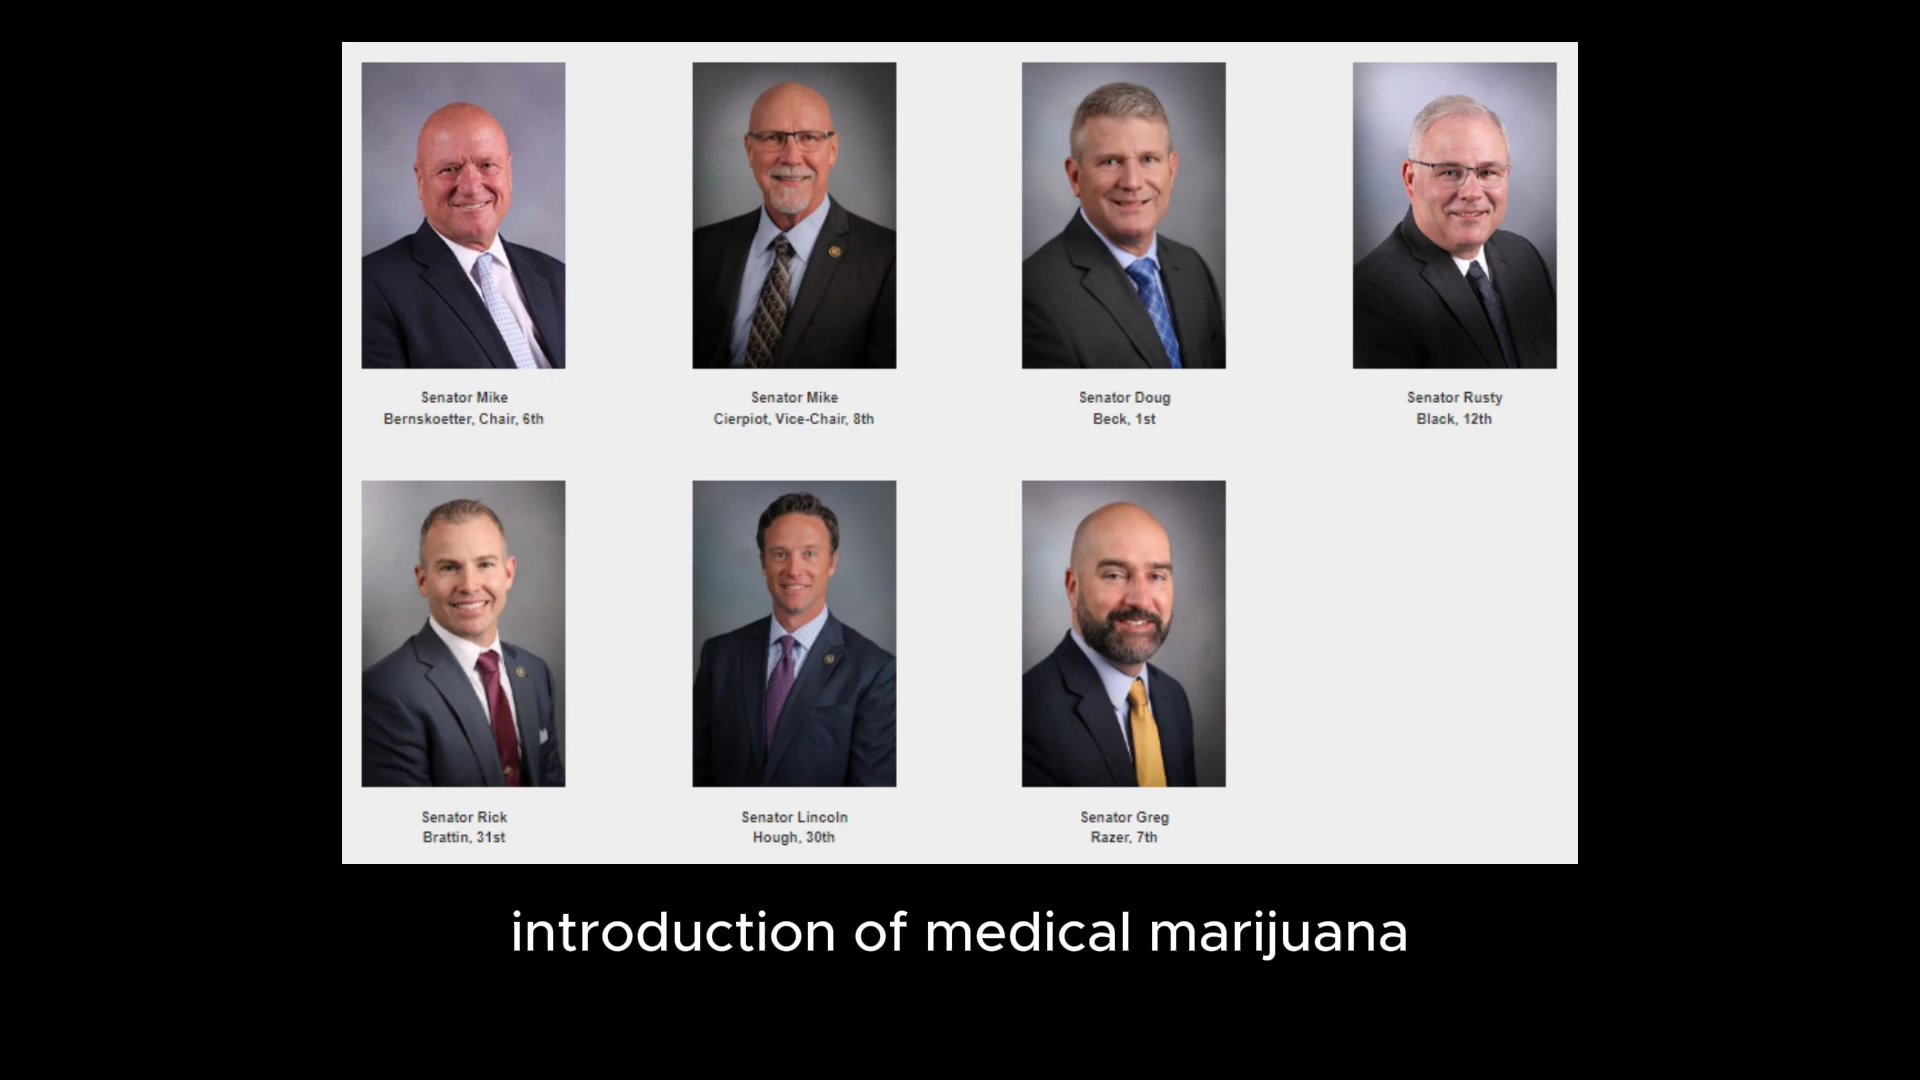 Senator Mike
Bernskoetter, Chair, 6th
Senator Mike
Cierpiot, Vice-Chair, 8th
Senator Doug
Beck, 1st
Senator Rusty
Black, 12th
Senator Rick
Brattin, 31st
Senator Lincoln
Hough, 30th
Senator Greg
Razer, 7th
introduction of medical marijuana